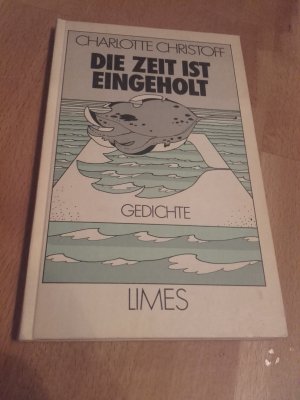 CHARLOTTE CHRISTOFF
DIE ZEIT IST
EINGEHOLT
GEDICHTE
LIMES